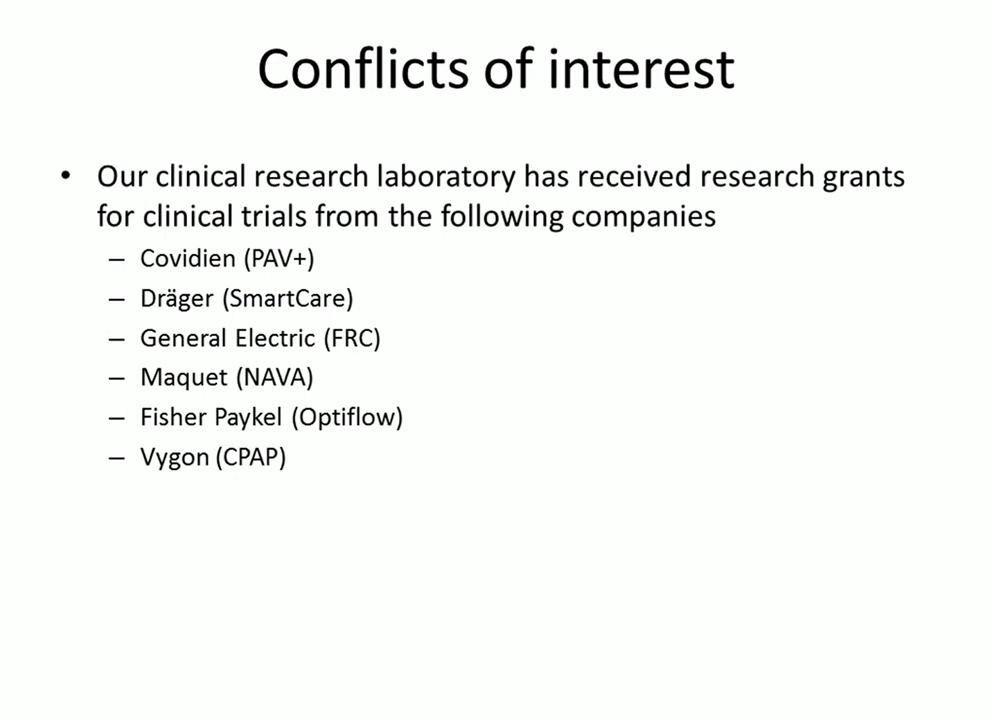 Conflicts of interest
• Our clinical research laboratory has received research grants
for clinical trials from the following companies
– Covidien (PAV+)
– Dräger (SmartCare)
– General Electric (FRC)
– Maquet (NAVA)
– Fisher Paykel (Optiflow)
– Vygon (CPAP)